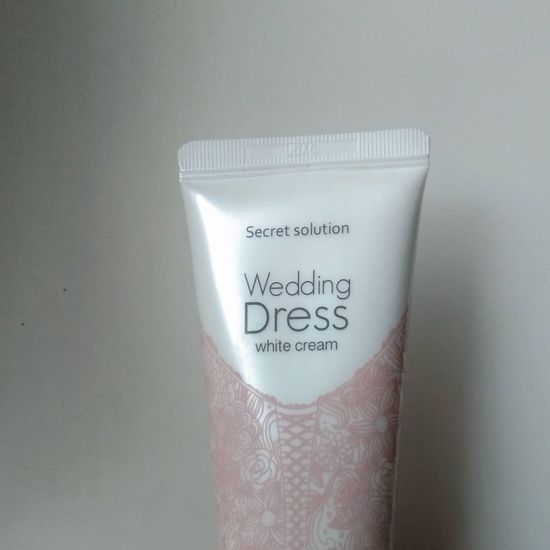 Secret solution
Wedding
Dress
white cream